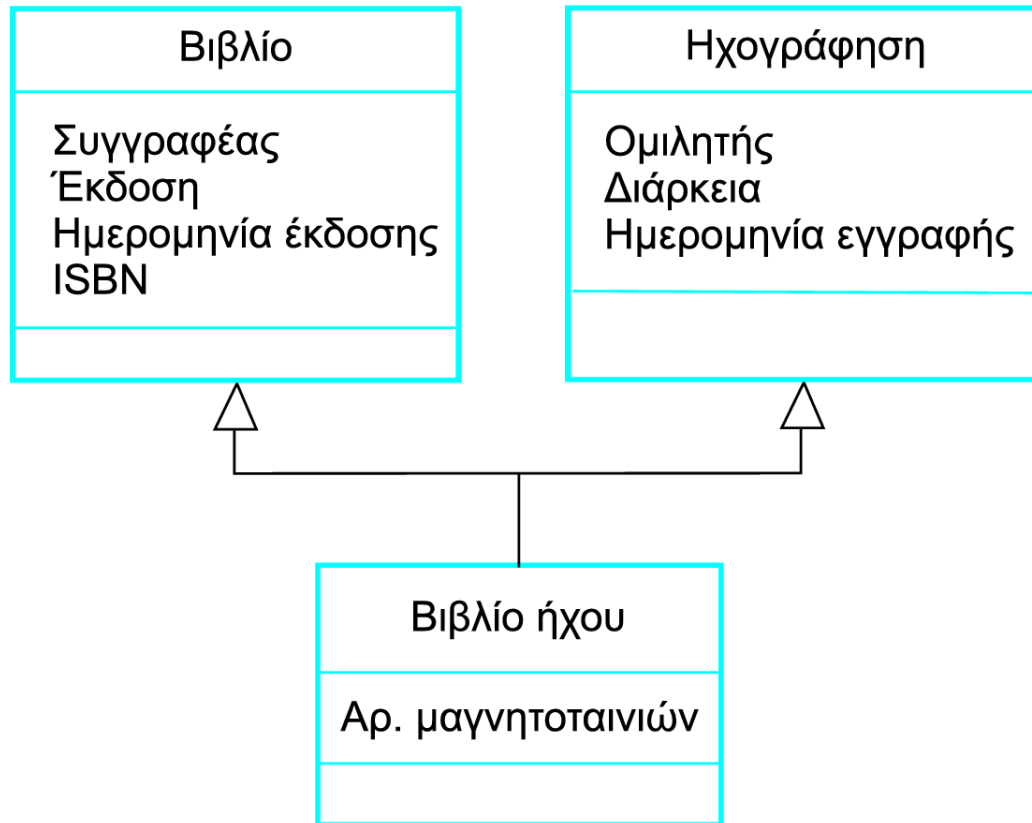 Βιβλίο
Συγγραφέας
Έκδοση
Ημερομηνία έκδοσης
ISBN
Ηχογράφηση
Ομιλητής
Διάρκεια
Ημερομηνία εγγραφής
Βιβλίο ήχου
Αρ. μαγνητοταινιών